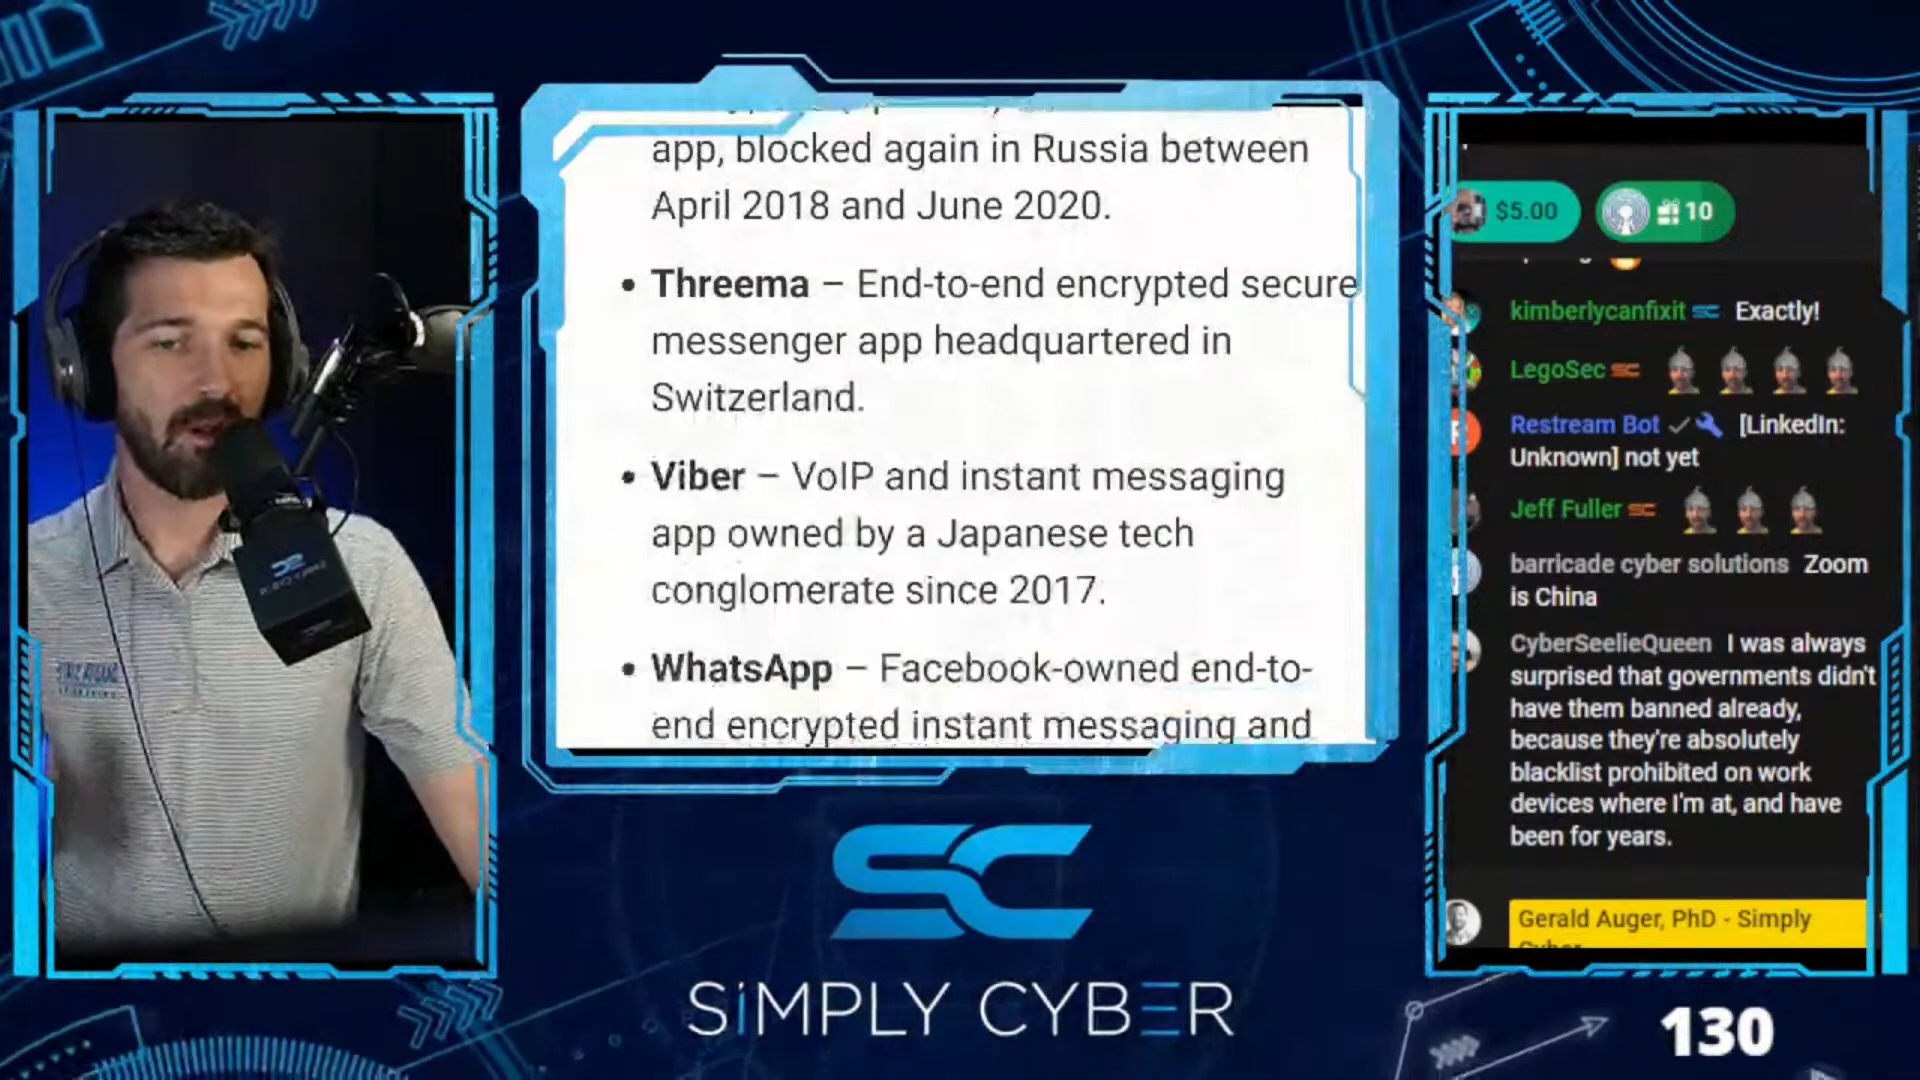 app, blocked again in Russia between
April 2018 and June 2020.
• Threema – End-to-end encrypted secure
messenger app headquartered in
Switzerland.
• Viber – VoIP and instant messaging
app owned by a Japanese tech
conglomerate since 2017.
• WhatsApp – Facebook-owned end-to-
end encrypted instant messaging and
SC
SiMPLY CYBER
$5.00
10
kimberlycanfixit Exactly!
LegoSec
Restream Bot [LinkedIn:
Unknown] not yet
Jeff Fuller
barricade cyber solutions Zoom
is China
CyberSeelieQueen I was always
surprised that governments didn't
have them banned already,
because they're absolutely
blacklist prohibited on work
devices where I'm at, and have
been for years.
Gerald Auger, PhD - Simply
Cyber
130